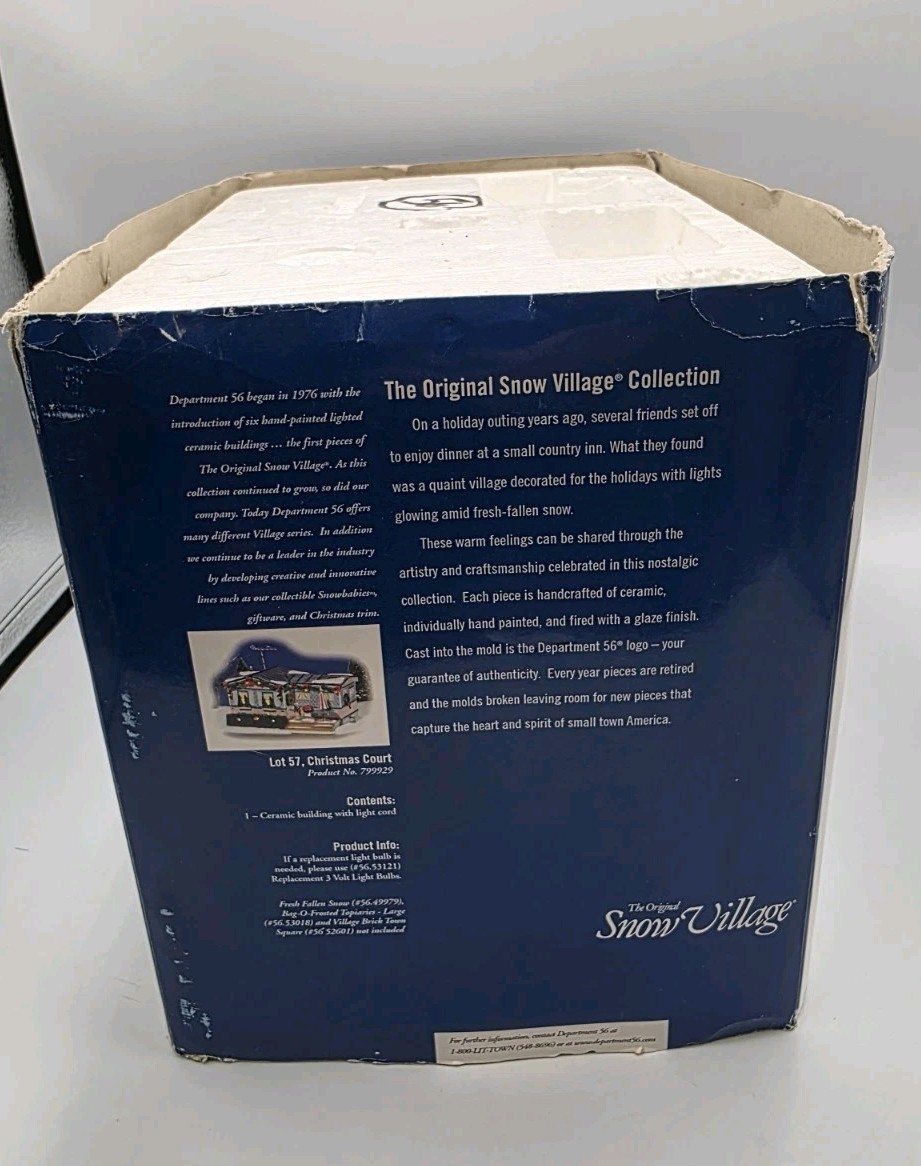 Department 56 began in 1976 with the
introduction of six hand-painted lighted
ceramic buildings ... the first pieces of
The Original Snow Village®. As this
collection continued to grow, so did our
company. Today Department 56 offers
many different Village series. In addition
we continue to be a leader in the industry
by developing creative and innovative
lines such as our collectible Snowbabies™,
giftware, and Christmas trim.
Lot 57, Christmas Court
Product No. 799929
Contents:
1 – Ceramic building with light cord
Product Info:
If a replacement light bulb is
needed, please use (#56.53121)
Replacement 3 Volt Light Bulbs.
Fresh Fallen Snow (#56.49979),
Bag-O-Frosted Topiaries - Large
(#56.53018) and Village Brick Town
Square (#56 52601) not included
The Original Snow Village® Collection
On a holiday outing years ago, several friends set off
to enjoy dinner at a small country inn. What they found
was a quaint village decorated for the holidays with lights
glowing amid fresh-fallen snow.
These warm feelings can be shared through the
artistry and craftsmanship celebrated in this nostalgic
collection. Each piece is handcrafted of ceramic,
individually hand painted, and fired with a glaze finish.
Cast into the mold is the Department 56® logo – your
guarantee of authenticity. Every year pieces are retired
and the molds broken leaving room for new pieces that
capture the heart and spirit of small town America.
The Original
Snow Village
For further information, contact Department 56 at
1-800-LIT-TOWN (548-8696) or at www.department56.com